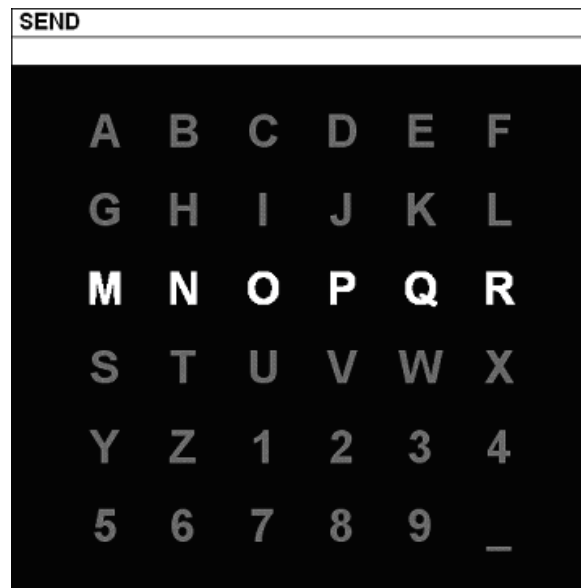 SEND
A B C D E F
G H I J K L
M N O P Q R
S T U V W X
Y Z 1 2 3 4
5 6 7 8 9 _